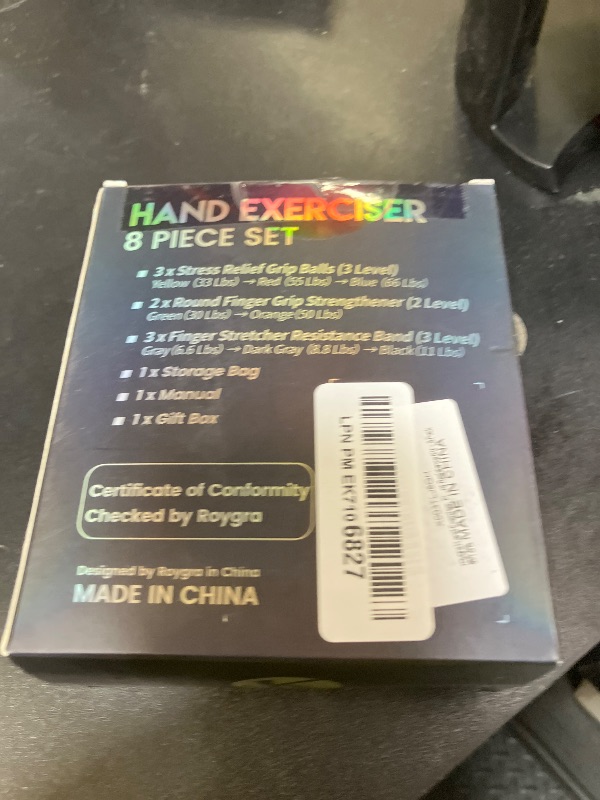 HAND EXERCISER
8 PIECE SET
3 x Stress Relief Grip Balls (3 Level)
Yellow (33 Lbs) → Red (55 Lbs) → Blue (66 Lbs)
2 x Round Finger Grip Strengthener (2 Level)
Green (30 Lbs) → Orange (50 Lbs)
3 x Finger Stretcher Resistance Band (3 Level)
Gray (6.6 Lbs) → Dark Gray (8.8 Lbs) → Black (11 Lbs)
1 x Storage Bag
1 x Manual
1 x Gift Box
Certificate of Conformity
Checked by Roygra
Designed by Roygra in China
MADE IN CHINA
LPN PM EK7106827
MADE IN CHINA